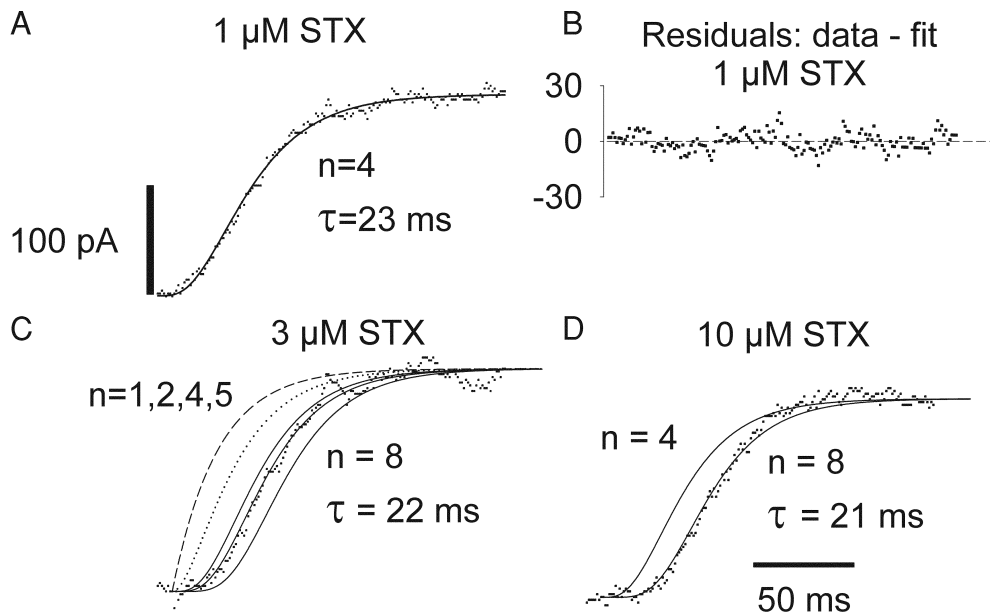 A
1 µM STX
n=4
τ=23 ms
100 pA
B
Residuals: data - fit
1 µM STX
30
0
-30
C
3 µM STX
n=1,2,4,5
n = 8
τ = 22 ms
D
10 µM STX
n = 4
n = 8
τ = 21 ms
50 ms